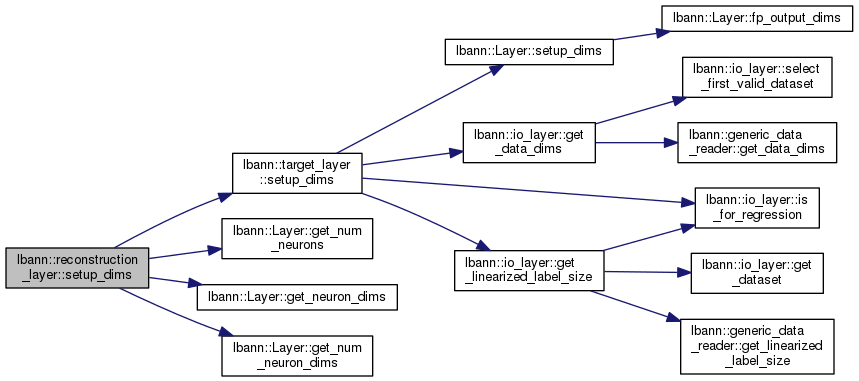 lbann::reconstruction
_layer::setup_dims
lbann::target_layer
::setup_dims
lbann::Layer::get_num
_neurons
lbann::Layer::get_neuron_dims
lbann::Layer::get_num
_neuron_dims
lbann::Layer::setup_dims
lbann::io_layer::get
_data_dims
lbann::io_layer::get
_linearized_label_size
lbann::Layer::fp_output_dims
lbann::io_layer::select
_first_valid_dataset
lbann::generic_data
_reader::get_data_dims
lbann::io_layer::is
_for_regression
lbann::io_layer::get
_dataset
lbann::generic_data
_reader::get_linearized
_label_size